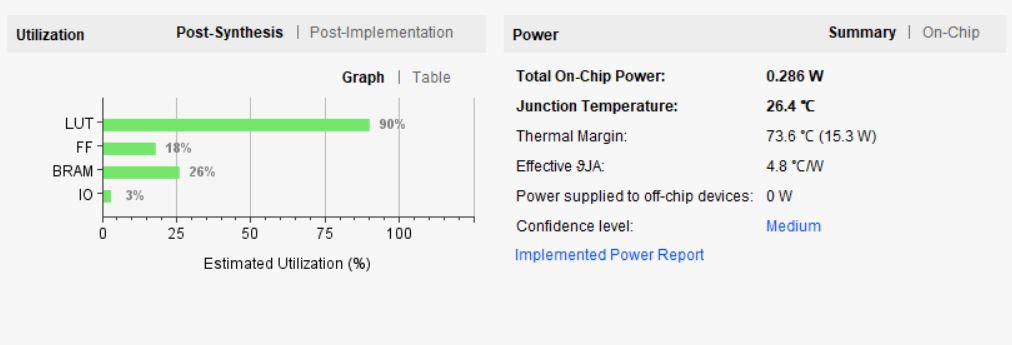 Utilization
Post-Synthesis | Post-Implementation
Graph | Table
LUT 90%
FF 18%
BRAM 26%
IO 3%
0 25 50 75 100
Estimated Utilization (%)
Power
Summary | On-Chip
Total On-Chip Power: 0.286 W
Junction Temperature: 26.4 °C
Thermal Margin: 73.6 °C (15.3 W)
Effective ϑJA: 4.8 °C/W
Power supplied to off-chip devices: 0 W
Confidence level: Medium
Implemented Power Report